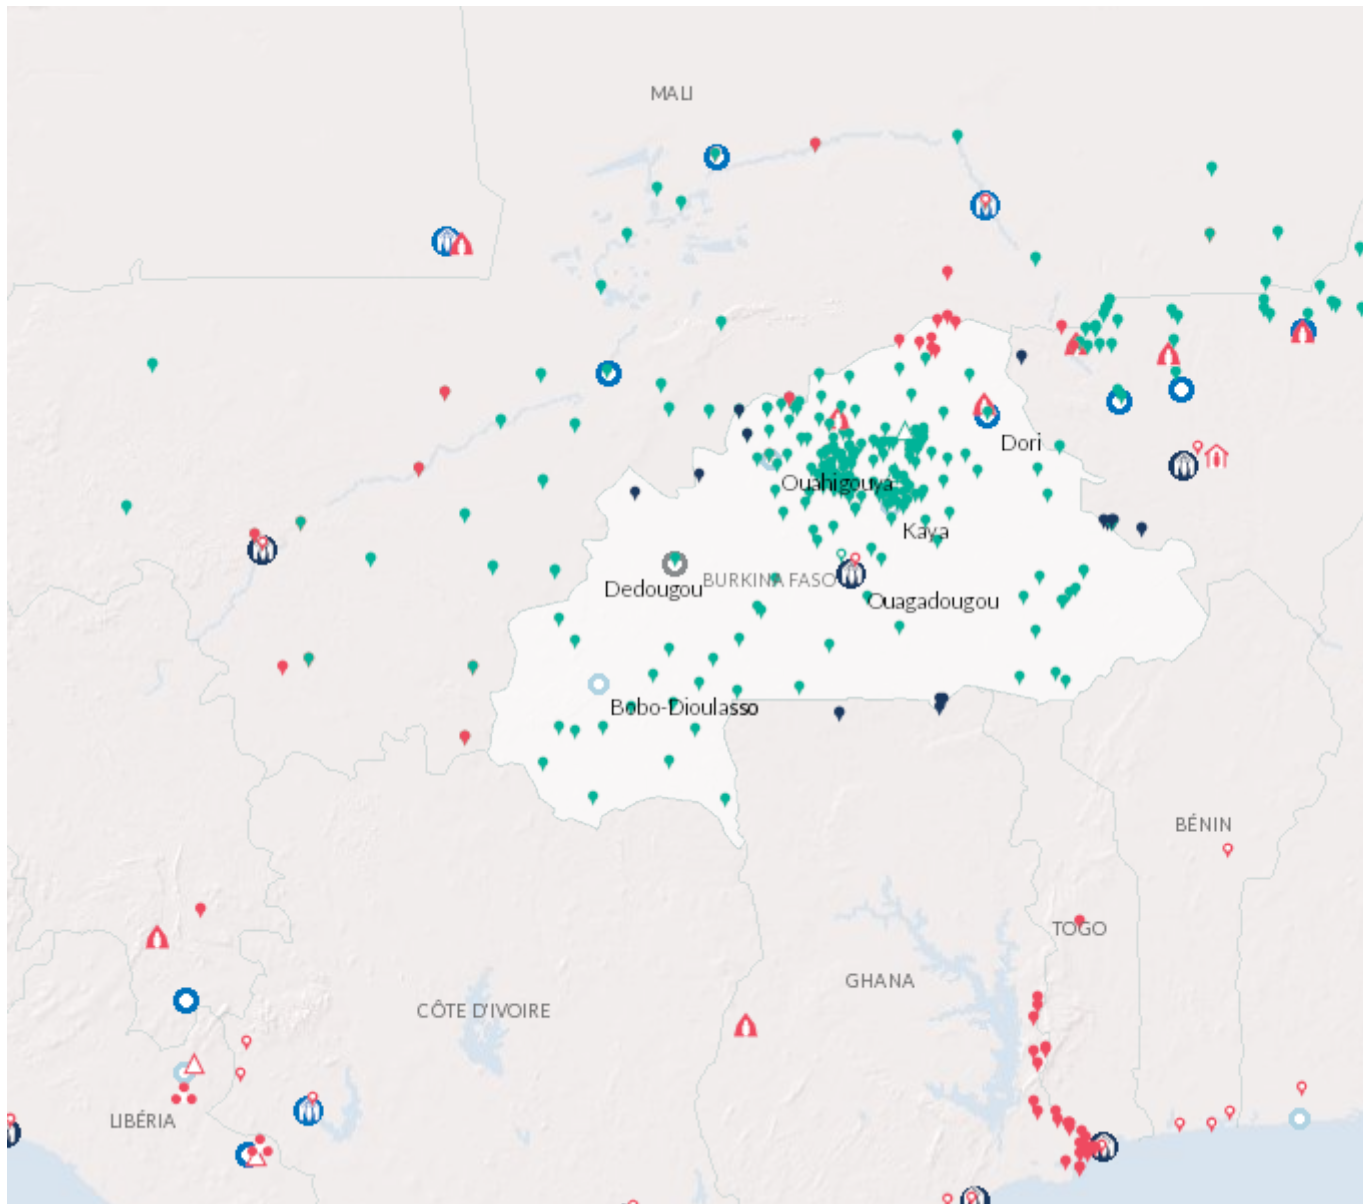 MALI
Dori
Ouahigouya
Kaya
Dedougou
BURKINA FASO
Ouagadougou
Bobo-Dioulasso
BÉNIN
TOGO
GHANA
CÔTE D'IVOIRE
LIBÉRIA